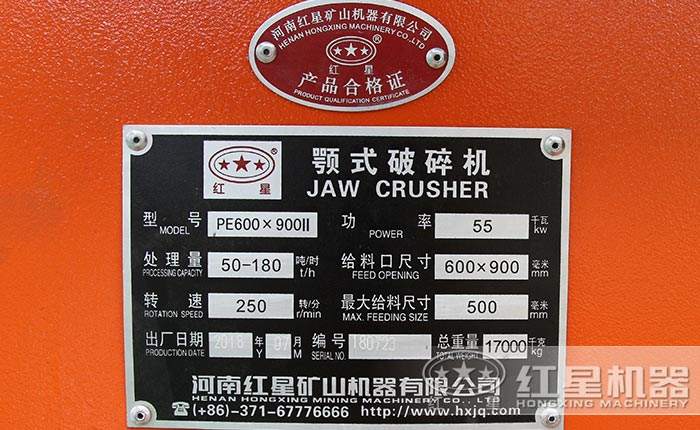 河南红星矿山机器有限公司
HENAN HONGXING MACHINERY CO.,LTD
®
红星
产品合格证
PRODUCT QUALIFICATION CERTIFICATE
®
红 星
颚式破碎机
JAW CRUSHER
型号 MODEL PE600×900II 功率 POWER 55 千瓦 kw
处理量 PROCESSING CAPACITY 50-180 吨/时 t/h 给料口尺寸 FEED OPENING 600×900 毫米 mm
转速 ROTATION SPEED 250 转/分 r/min 最大给料尺寸 MAX. FEEDING SIZE 500 毫米 mm
出厂日期 PRODUCTION DATE 2018 年 Y 07 月 M 编号 SERIAL NO. 180723 总重量 TOTAL WEIGHT 17000 千克 kg
河南红星矿山机器有限公司
HENAN HONGXING MINING MACHINERY CO.,LTD
☎(+86)-371-67776666 http://www.hxjq.com
红星
红星机器
HONGXING MACHINERY